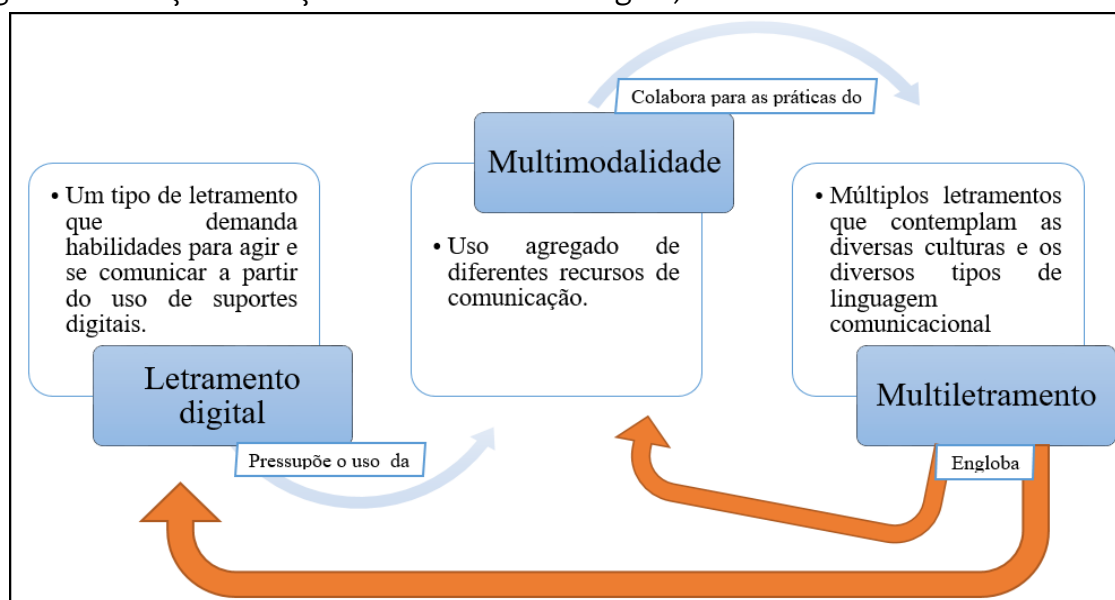 Colabora para as práticas do
Multimodalidade
• Um tipo de letramento
que demanda
habilidades para agir e
se comunicar a partir
do uso de suportes
digitais.
Letramento
digital
Pressupõe o uso da
• Uso agregado de
diferentes recursos de
comunicação.
• Múltiplos letramentos
que contemplam as
diversas culturas e os
diversos tipos de
linguagem
comunicacional
Multiletramento
Engloba